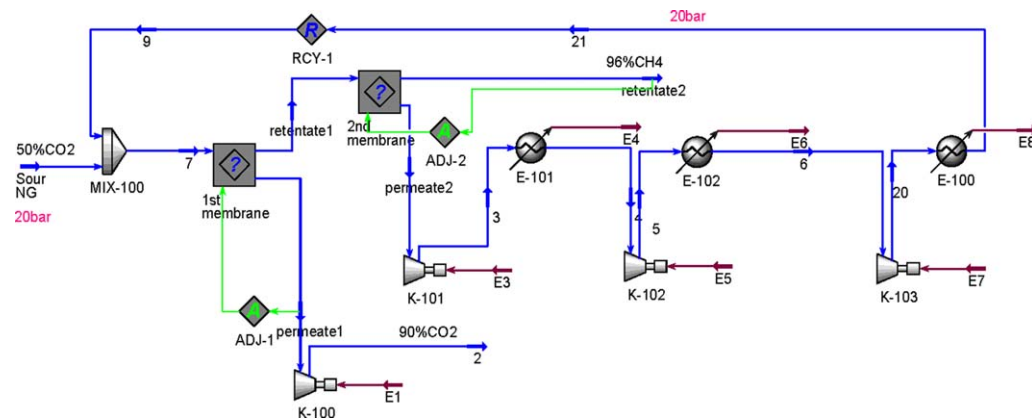 20bar
9
R
RCY-1
21
96%CH4
?
retentate2
retentate1
2nd
membrane
A
ADJ-2
E4
E6
E8
50%CO2
Sour
NG
7
MIX-100
?
1st
membrane
E-101
E-102
6
E-100
20bar
permeate2
3
4
5
20
K-101
E3
K-102
E5
K-103
E7
A
ADJ-1
permeate1
90%CO2
2
K-100
E1